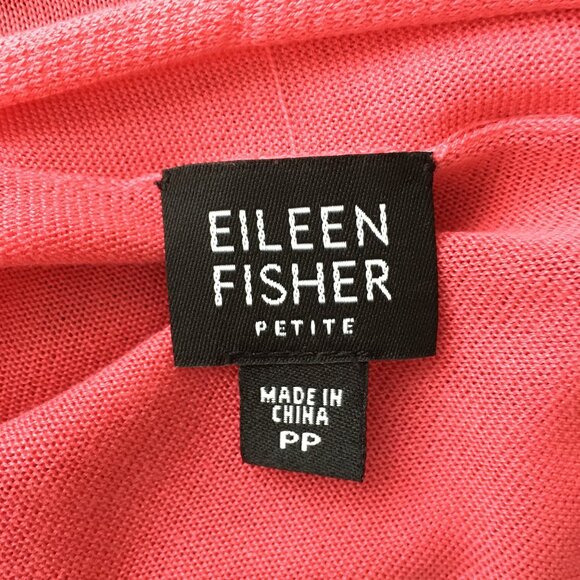 EILEEN
FISHER
PETITE
MADE IN
CHINA
PP